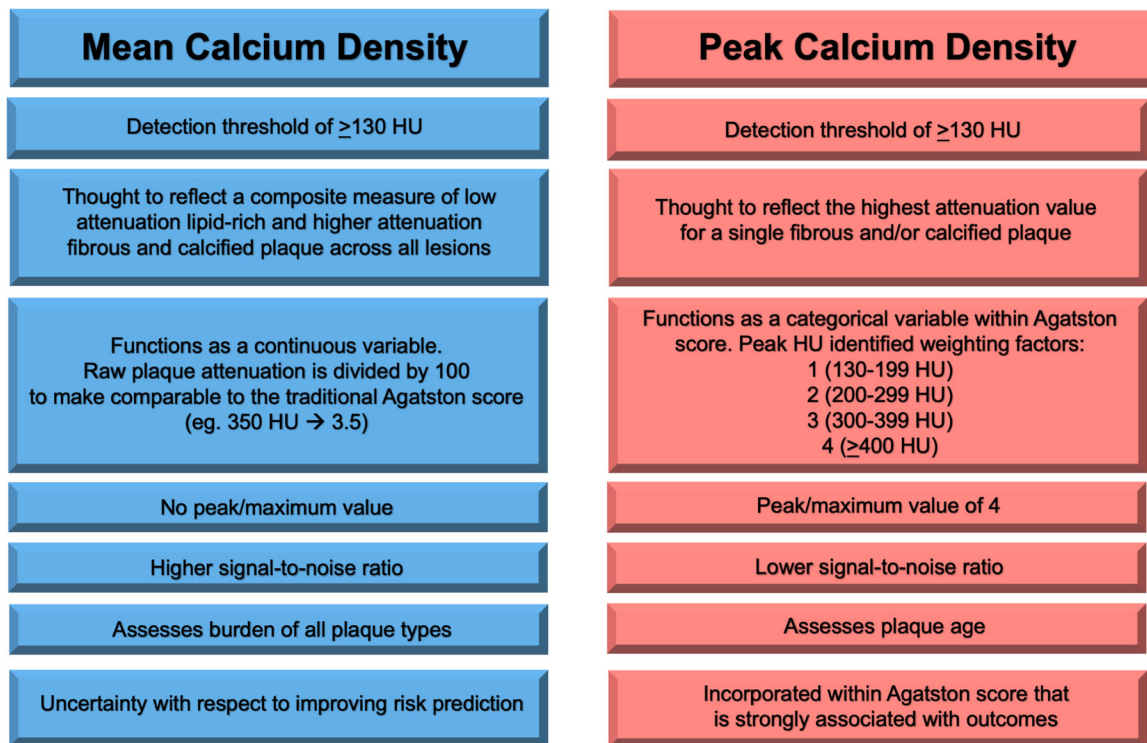 Mean Calcium Density
Detection threshold of ≥130 HU
Thought to reflect a composite measure of low
attenuation lipid-rich and higher attenuation
fibrous and calcified plaque across all lesions
Functions as a continuous variable.
Raw plaque attenuation is divided by 100
to make comparable to the traditional Agatston score
(eg. 350 HU → 3.5)
No peak/maximum value
Higher signal-to-noise ratio
Assesses burden of all plaque types
Uncertainty with respect to improving risk prediction
Peak Calcium Density
Detection threshold of ≥130 HU
Thought to reflect the highest attenuation value
for a single fibrous and/or calcified plaque
Functions as a categorical variable within Agatston
score. Peak HU identified weighting factors:
1 (130-199 HU)
2 (200-299 HU)
3 (300-399 HU)
4 (≥400 HU)
Peak/maximum value of 4
Lower signal-to-noise ratio
Assesses plaque age
Incorporated within Agatston score that
is strongly associated with outcomes